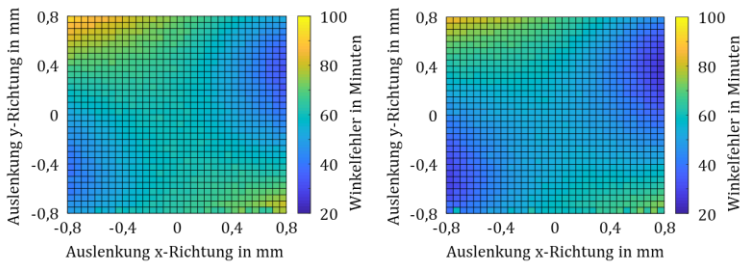 0,8
0,4
0
-0,4
-0,8
Auslenkung y-Richtung in mm
-0,8 -0,4 0 0,4 0,8
Auslenkung x-Richtung in mm
100
80
60
40
20
Winkelfehler in Minuten
0,8
0,4
0
-0,4
-0,8
Auslenkung y-Richtung in mm
-0,8 -0,4 0 0,4 0,8
Auslenkung x-Richtung in mm
100
80
60
40
20
Winkelfehler in Minuten